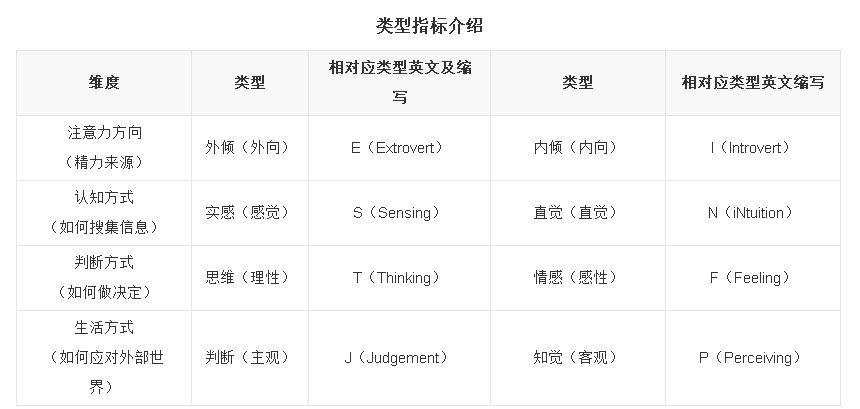 类型指标介绍
维度 类型 相对应类型英文及缩写 类型 相对应类型英文缩写
注意力方向
（精力来源） 外倾（外向） E（Extrovert） 内倾（内向） I（Introvert）
认知方式
（如何搜集信息） 实感（感觉） S（Sensing） 直觉（直觉） N（iNtuition）
判断方式
（如何做决定） 思维（理性） T（Thinking） 情感（感性） F（Feeling）
生活方式
（如何应对外部世
界） 判断（主观） J（Judgement） 知觉（客观） P（Perceiving）